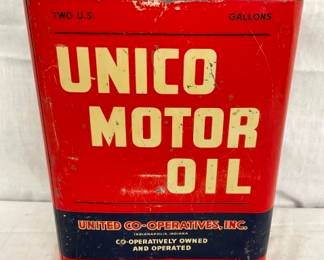 TWO U.S. GALLONS
UNICO
MOTOR
OIL
UNITED CO-OPERATIVES, INC.
INDIANAPOLIS, INDIANA
CO-OPERATIVELY OWNED
AND OPERATED